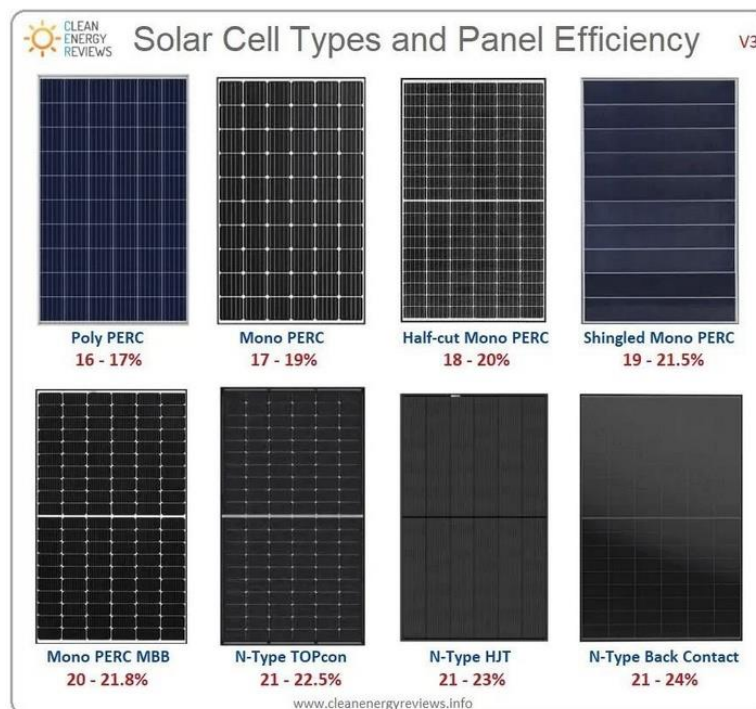 CLEAN
ENERGY
REVIEWS
Solar Cell Types and Panel Efficiency
V3
Poly PERC
16 - 17%
Mono PERC
17 - 19%
Half-cut Mono PERC
18 - 20%
Shingled Mono PERC
19 - 21.5%
Mono PERC MBB
20 - 21.8%
N-Type TOPcon
21 - 22.5%
N-Type HJT
21 - 23%
N-Type Back Contact
21 - 24%
www.cleanenergyreviews.info